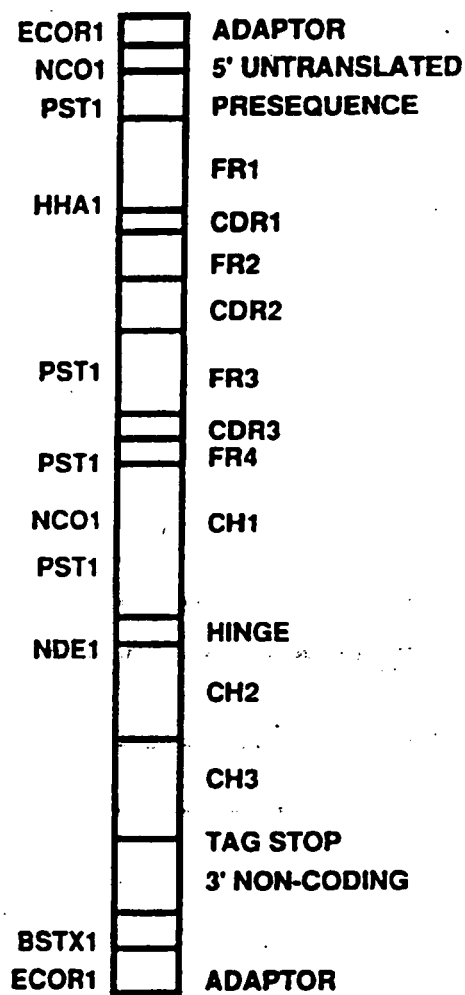 ECOR1 ADAPTOR
NCO1 5' UNTRANSLATED
PST1 PRESEQUENCE
FR1
HHA1
CDR1
FR2
CDR2
PST1 FR3
CDR3
PST1 FR4
NCO1 CH1
PST1
HINGE
NDE1
CH2
CH3
TAG STOP
3' NON-CODING
BSTX1
ECOR1 ADAPTOR